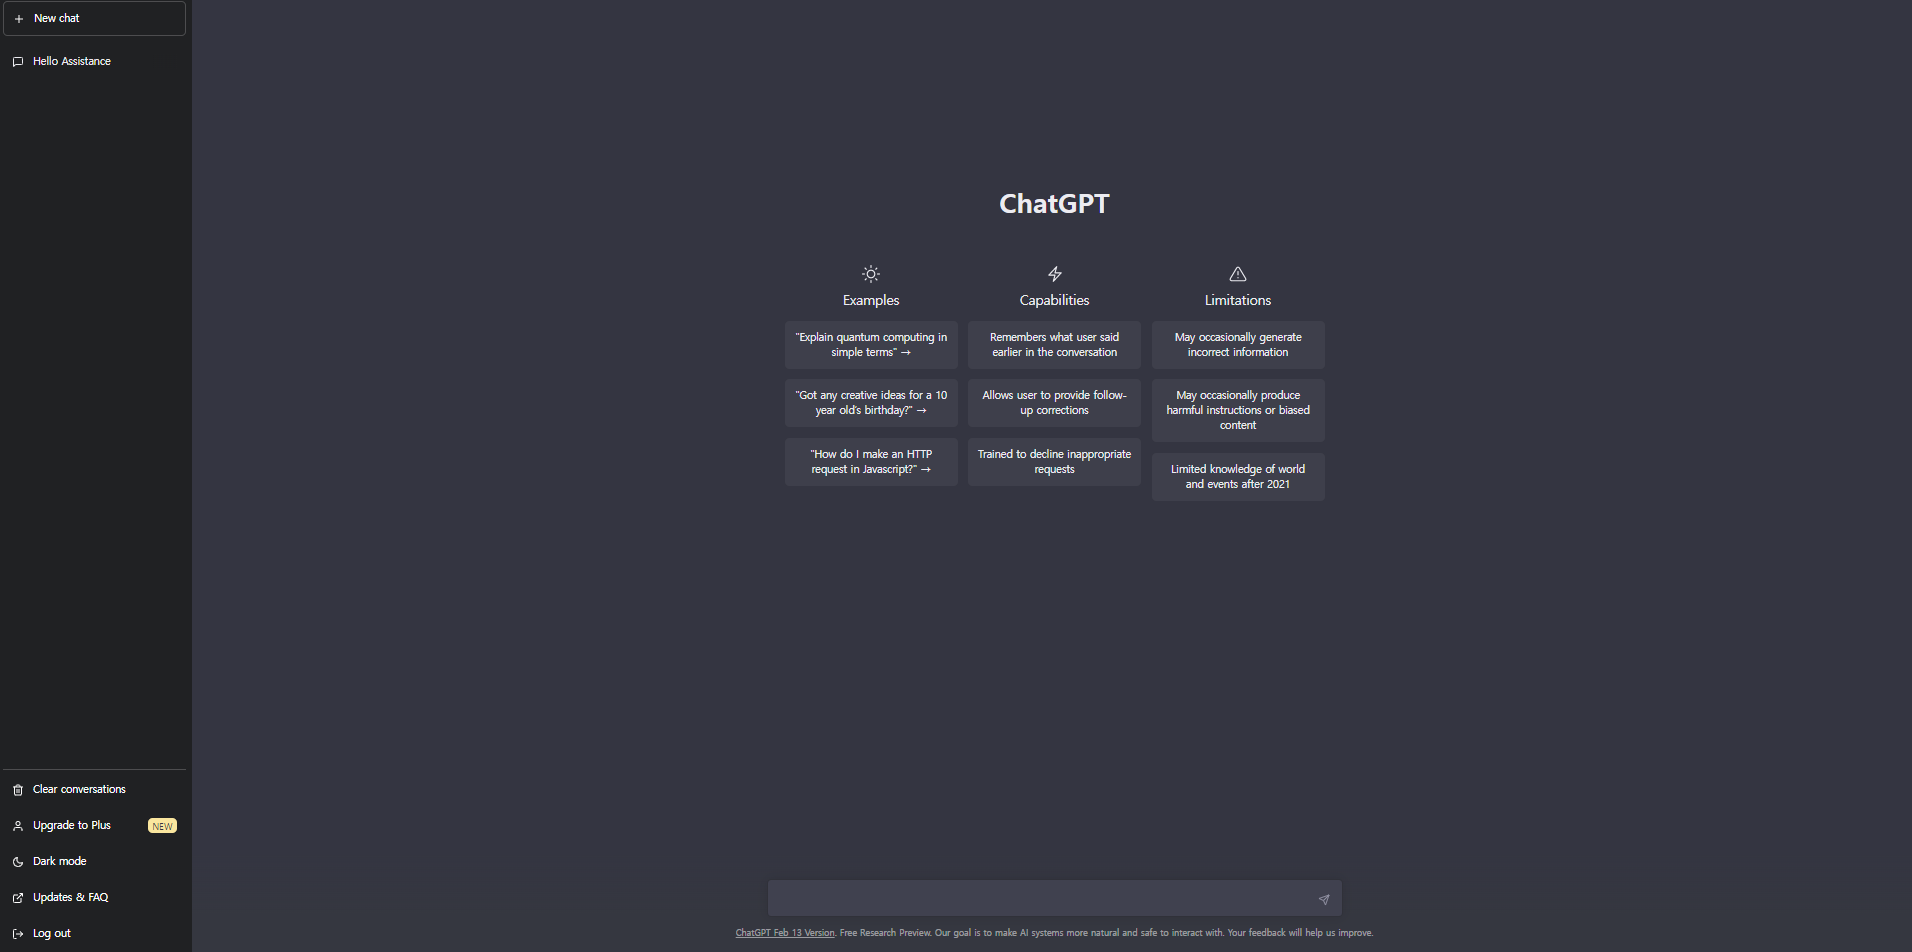 New chat
Hello Assistance
ChatGPT
Examples
"Explain quantum computing in
simple terms" →
"Got any creative ideas for a 10
year old's birthday?" →
"How do I make an HTTP
request in Javascript?" →
Capabilities
Remembers what user said
earlier in the conversation
Allows user to provide follow-
up corrections
Trained to decline inappropriate
requests
Limitations
May occasionally generate
incorrect information
May occasionally produce
harmful instructions or biased
content
Limited knowledge of world
and events after 2021
Clear conversations
Upgrade to Plus NEW
Dark mode
Updates & FAQ
Log out
ChatGPT Feb 13 Version. Free Research Preview. Our goal is to make AI systems more natural and safe to interact with. Your feedback will help us improve.